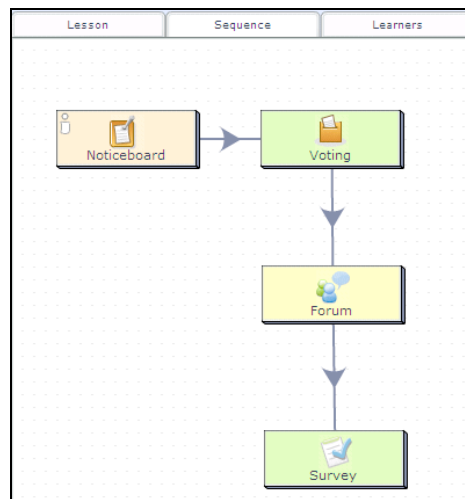 Lesson
Sequence
Learners
Noticeboard
Voting
Forum
Survey